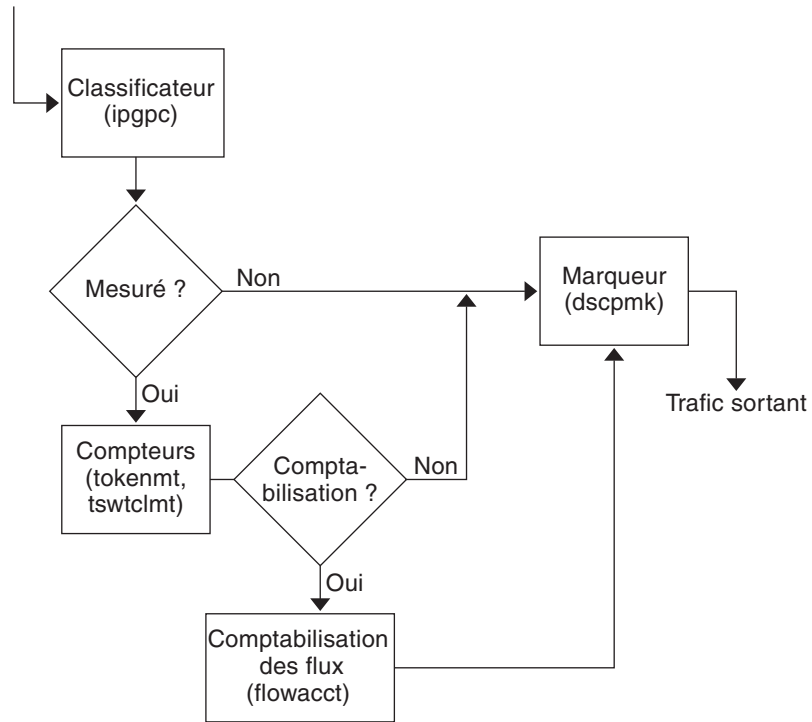 Classificateur
(ipgpc)
Mesuré ?
Non
Marqueur
(dscpmk)
Oui
Trafic sortant
Compteurs
(tokenmt,
tswtclmt)
Compta-
bilisation ?
Non
Oui
Comptabilisation
des flux
(flowacct)